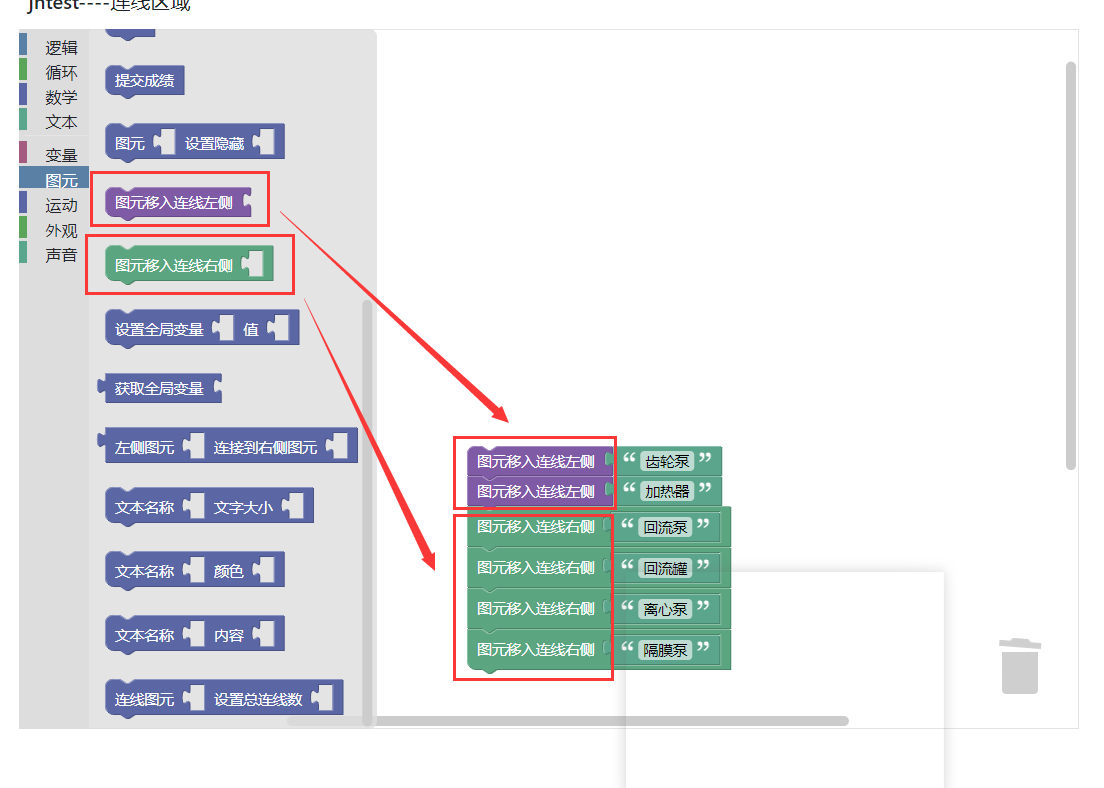 jhtest----连线区域
逻辑
循环
数学
文本
变量
图元
运动
外观
声音
提交成绩
图元 设置隐藏
图元移入连线左侧
图元移入连线右侧
设置全局变量 值
获取全局变量
左侧图元 连接到右侧图元
文本名称 文字大小
文本名称 颜色
文本名称 内容
连线图元 设置总连线数
图元移入连线左侧 “ 齿轮泵 ”
图元移入连线左侧 “ 加热器 ”
图元移入连线右侧 “ 回流泵 ”
图元移入连线右侧 “ 回流罐 ”
图元移入连线右侧 “ 离心泵 ”
图元移入连线右侧 “ 隔膜泵 ”